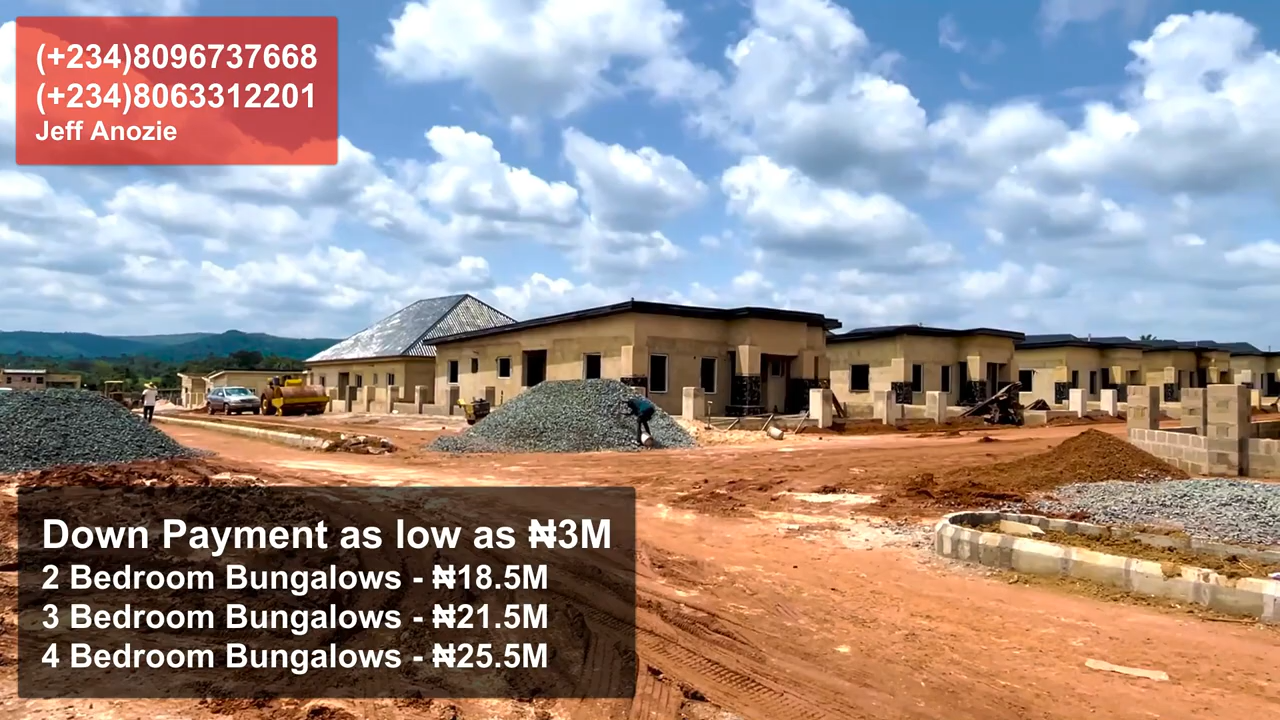 (+234)8096737668
(+234)8063312201
Jeff Anozie
Down Payment as low as ₦3M
2 Bedroom Bungalows - ₦18.5M
3 Bedroom Bungalows - ₦21.5M
4 Bedroom Bungalows - ₦25.5M